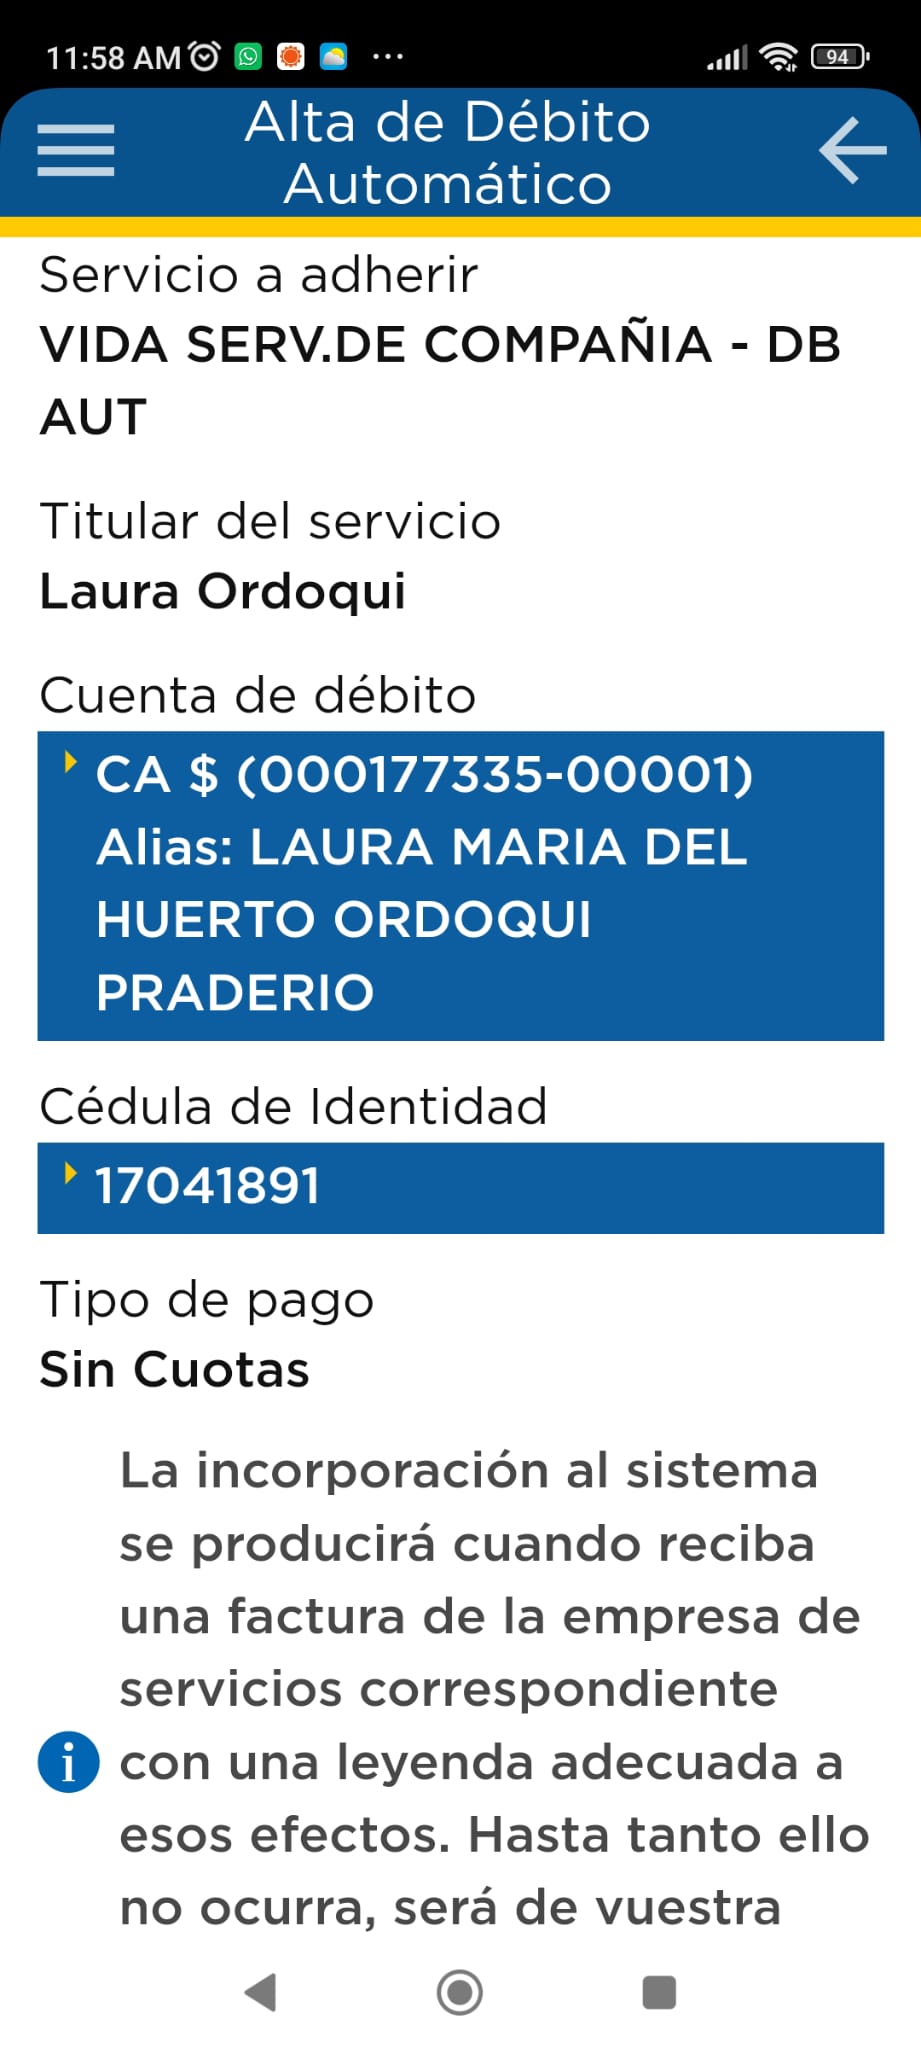 11:58 AM
94
Alta de Débito
Automático
Servicio a adherir
VIDA SERV.DE COMPAÑIA - DB
AUT
Titular del servicio
Laura Ordoqui
Cuenta de débito
CA $ (000177335-00001)
Alias: LAURA MARIA DEL
HUERTO ORDOQUI
PRADERIO
Cédula de Identidad
17041891
Tipo de pago
Sin Cuotas
La incorporación al sistema
se producirá cuando reciba
una factura de la empresa de
servicios correspondiente
con una leyenda adecuada a
esos efectos. Hasta tanto ello
no ocurra, será de vuestra